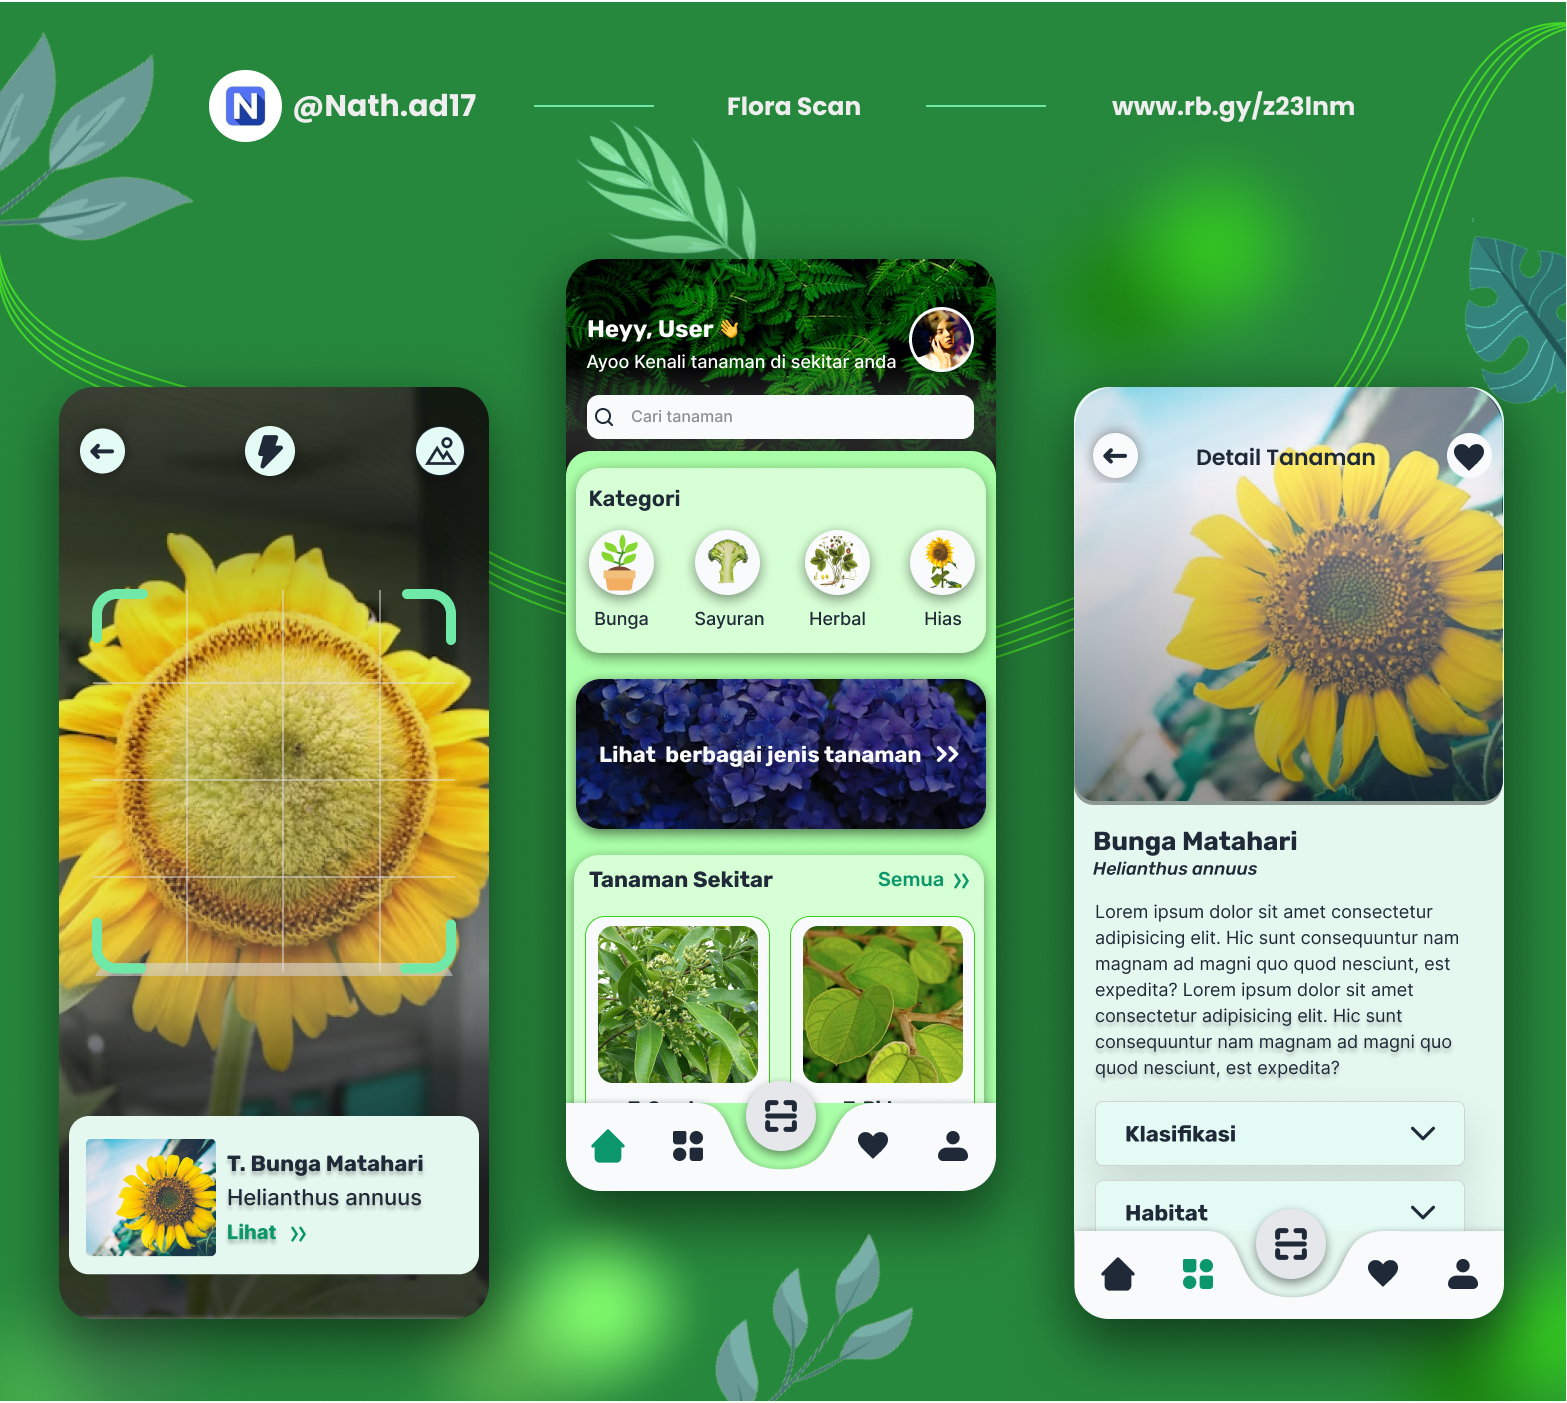 N @Nath.ad17
Flora Scan
www.rb.gy/z23lnm
Heyy, User 👋
Ayoo Kenali tanaman di sekitar anda
Cari tanaman
Kategori
Bunga
Sayuran
Herbal
Hias
Lihat berbagai jenis tanaman
Tanaman Sekitar
Semua
T. Bunga Matahari
Helianthus annuus
Lihat
Detail Tanaman
Bunga Matahari
Helianthus annuus
Lorem ipsum dolor sit amet consectetur
adipisicing elit. Hic sunt consequuntur nam
magnam ad magni quo quod nesciunt, est
expedita? Lorem ipsum dolor sit amet
consectetur adipisicing elit. Hic sunt
consequuntur nam magnam ad magni quo
quod nesciunt, est expedita?
Klasifikasi
Habitat